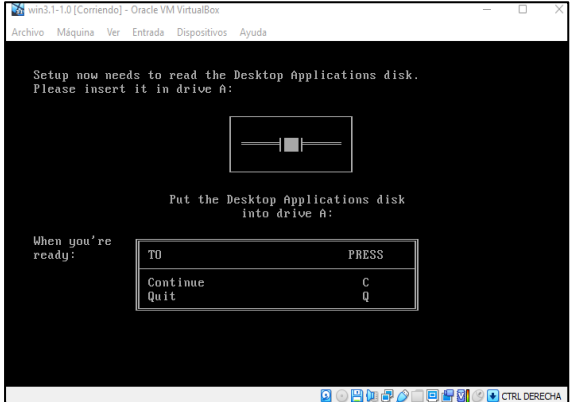 win3.1-1.0 [Corriendo] - Oracle VM VirtualBox
Archivo Máquina Ver Entrada Dispositivos Ayuda
Setup now needs to read the Desktop Applications disk.
Please insert it in drive A:
Put the Desktop Applications disk
into drive A:
When you're
ready:
TO PRESS
Continue C
Quit Q
CTRL DERECHA